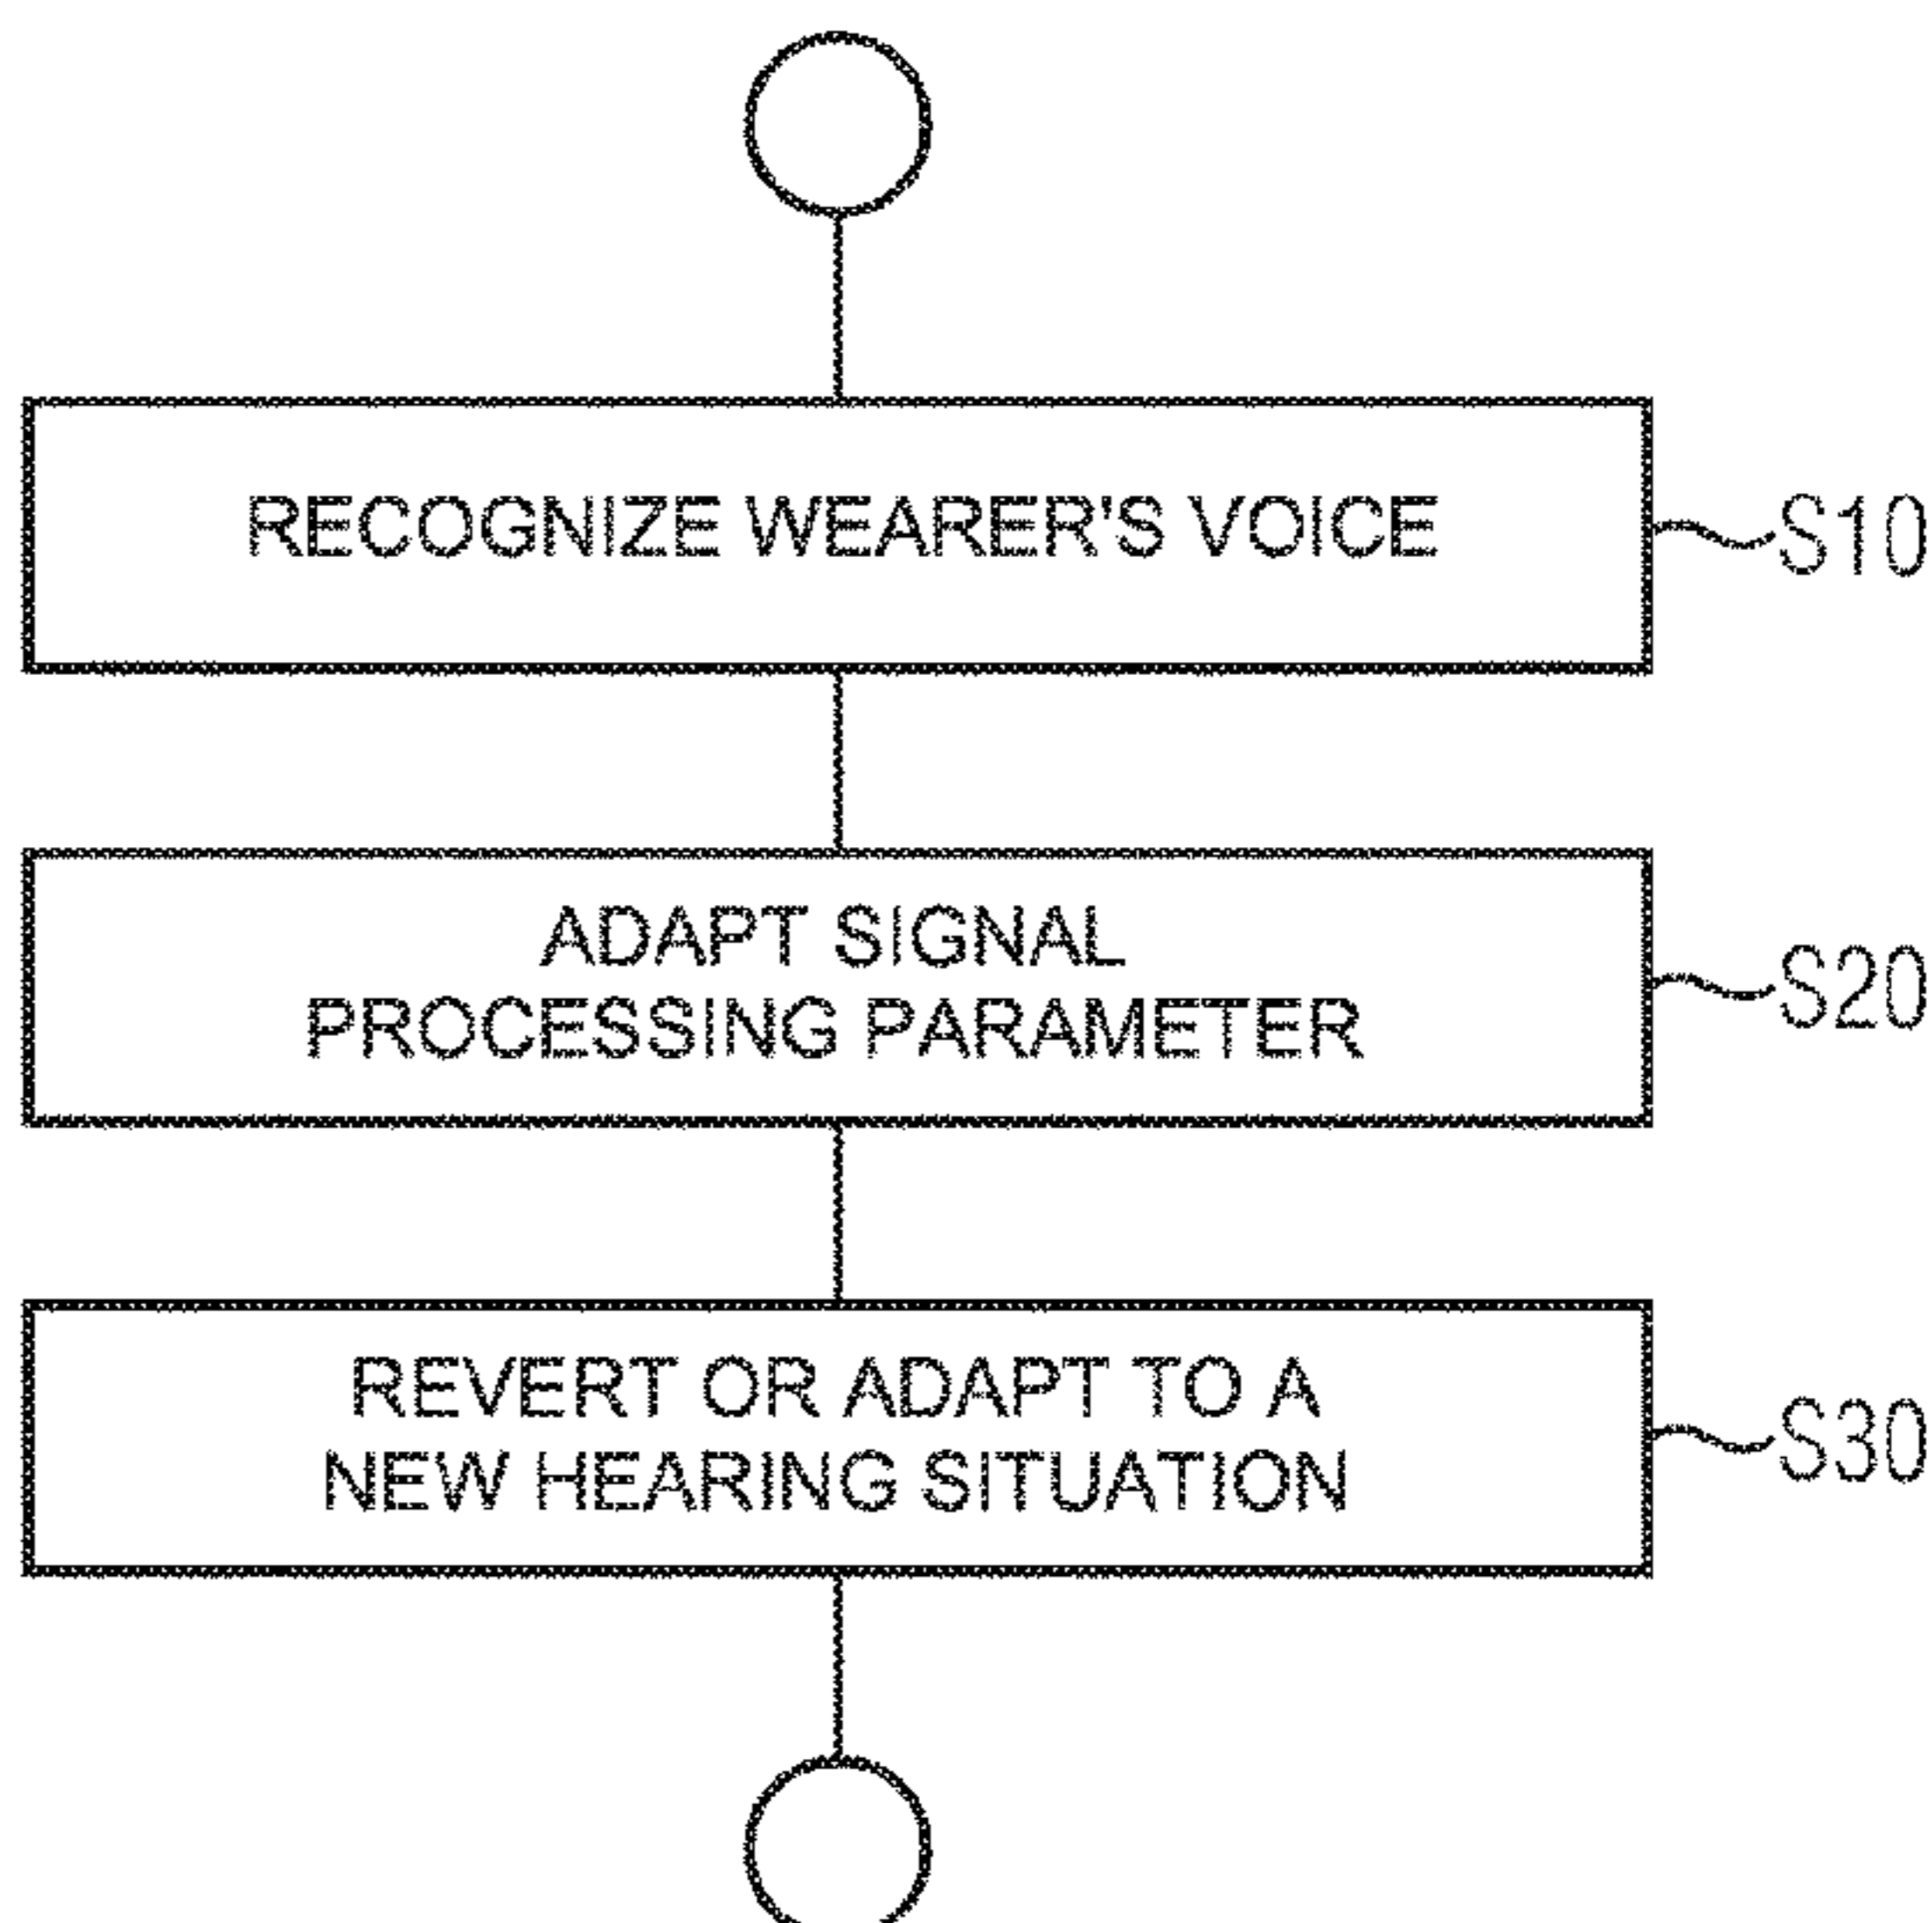 RECOGNIZE WEARER'S VOICE
S10
ADAPT SIGNAL
PROCESSING PARAMETER
S20
REVERT OR ADAPT TO A
NEW HEARING SITUATION
S30